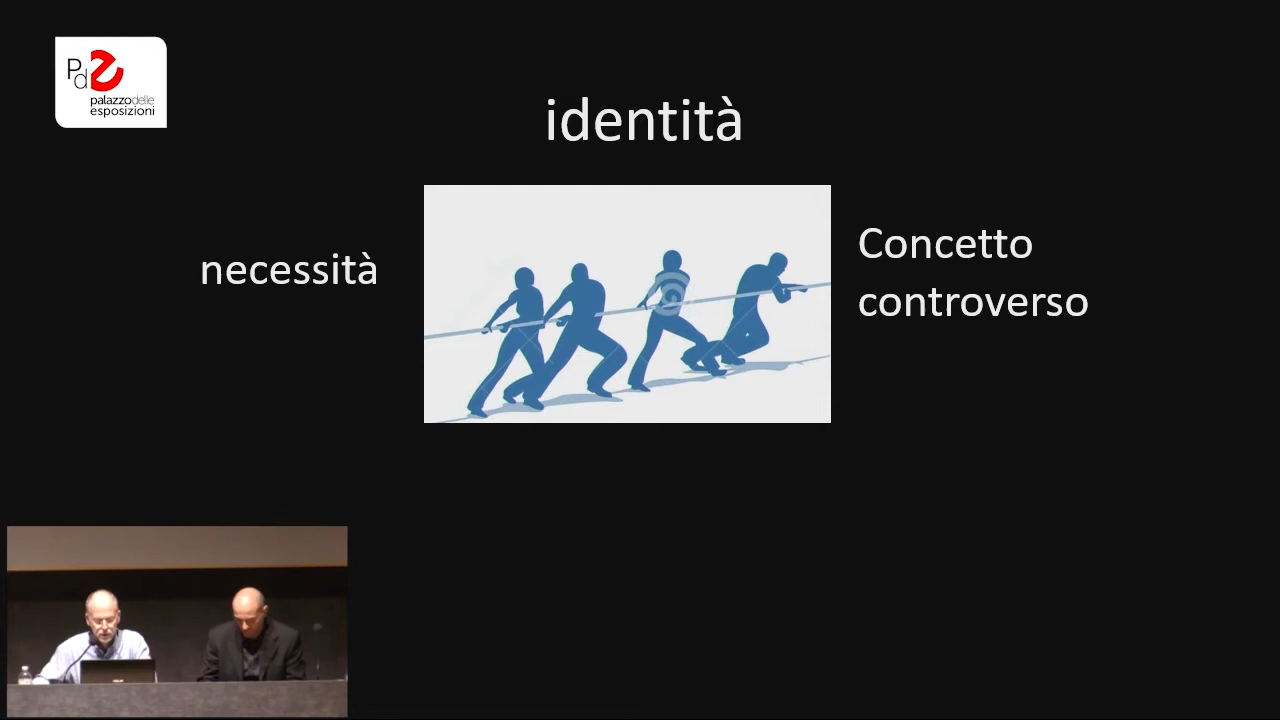 Pd
palazzodelle
esposizioni
identità
necessità
Concetto
controverso